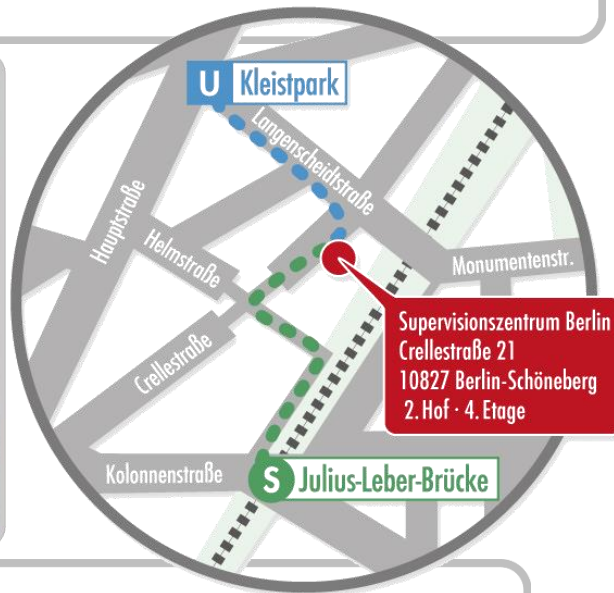 U Kleistpark
Langenscheidtstraße
Hauptstraße
Helmstraße
Monumentenstr.
Supervisionszentrum Berlin
Crellestraße 21
10827 Berlin-Schöneberg
2. Hof · 4. Etage
Crellestraße
Kolonnenstraße
S Julius-Leber-Brücke